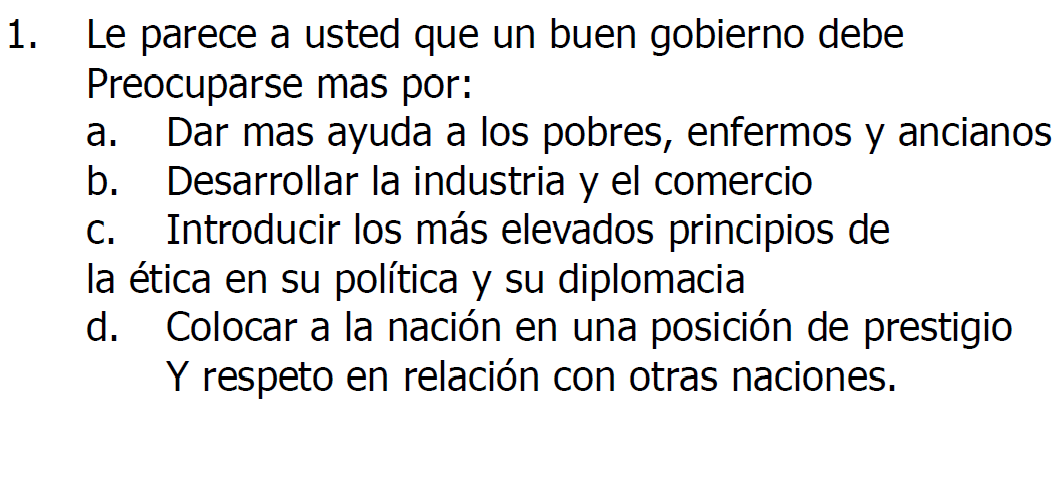 1. Le parece a usted que un buen gobierno debe
Preocuparse mas por:
a. Dar mas ayuda a los pobres, enfermos y ancianos
b. Desarrollar la industria y el comercio
c. Introducir los más elevados principios de
la ética en su política y su diplomacia
d. Colocar a la nación en una posición de prestigio
Y respeto en relación con otras naciones.